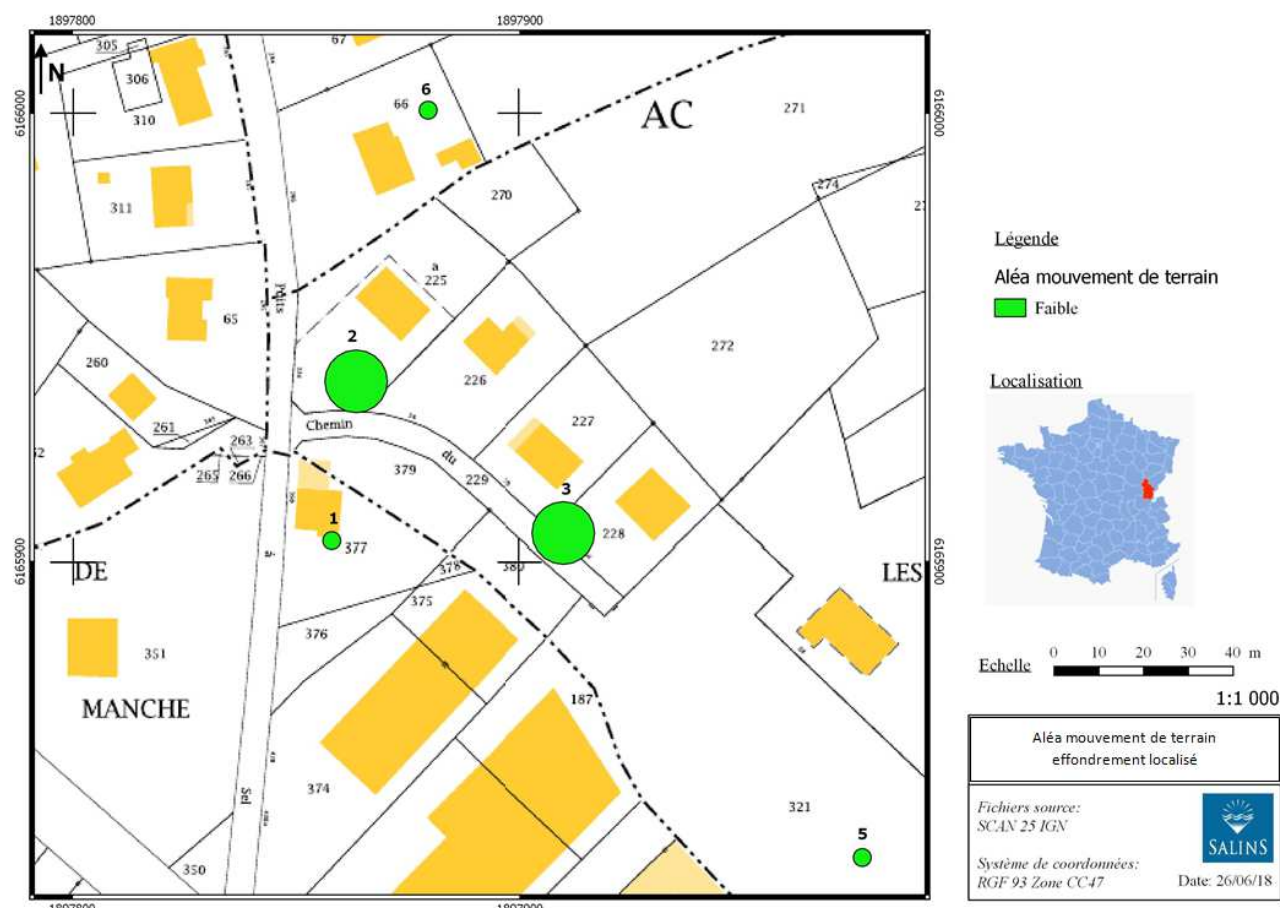 1897800
1897900
305
67
N
306
310
66
6
AC
271
6166000
6166000
274
311
270
Légende
a
225
Aléa mouvement de terrain
Faible
65
Puits
2
272
260
226
Localisation
261
Chemin
227
263
du
379
229
265
266
3
1
377
228
à
6165900
6165900
DE
378
LES
375
376
351
Echelle
0 10 20 30 40 m
187
1:1 000
MANCHE
Aléa mouvement de terrain
effondrement localisé
374
Sel
321
Fichiers source:
SCAN 25 IGN
5
SALINS
350
Système de coordonnées:
RGF 93 Zone CC47
Date: 26/06/18